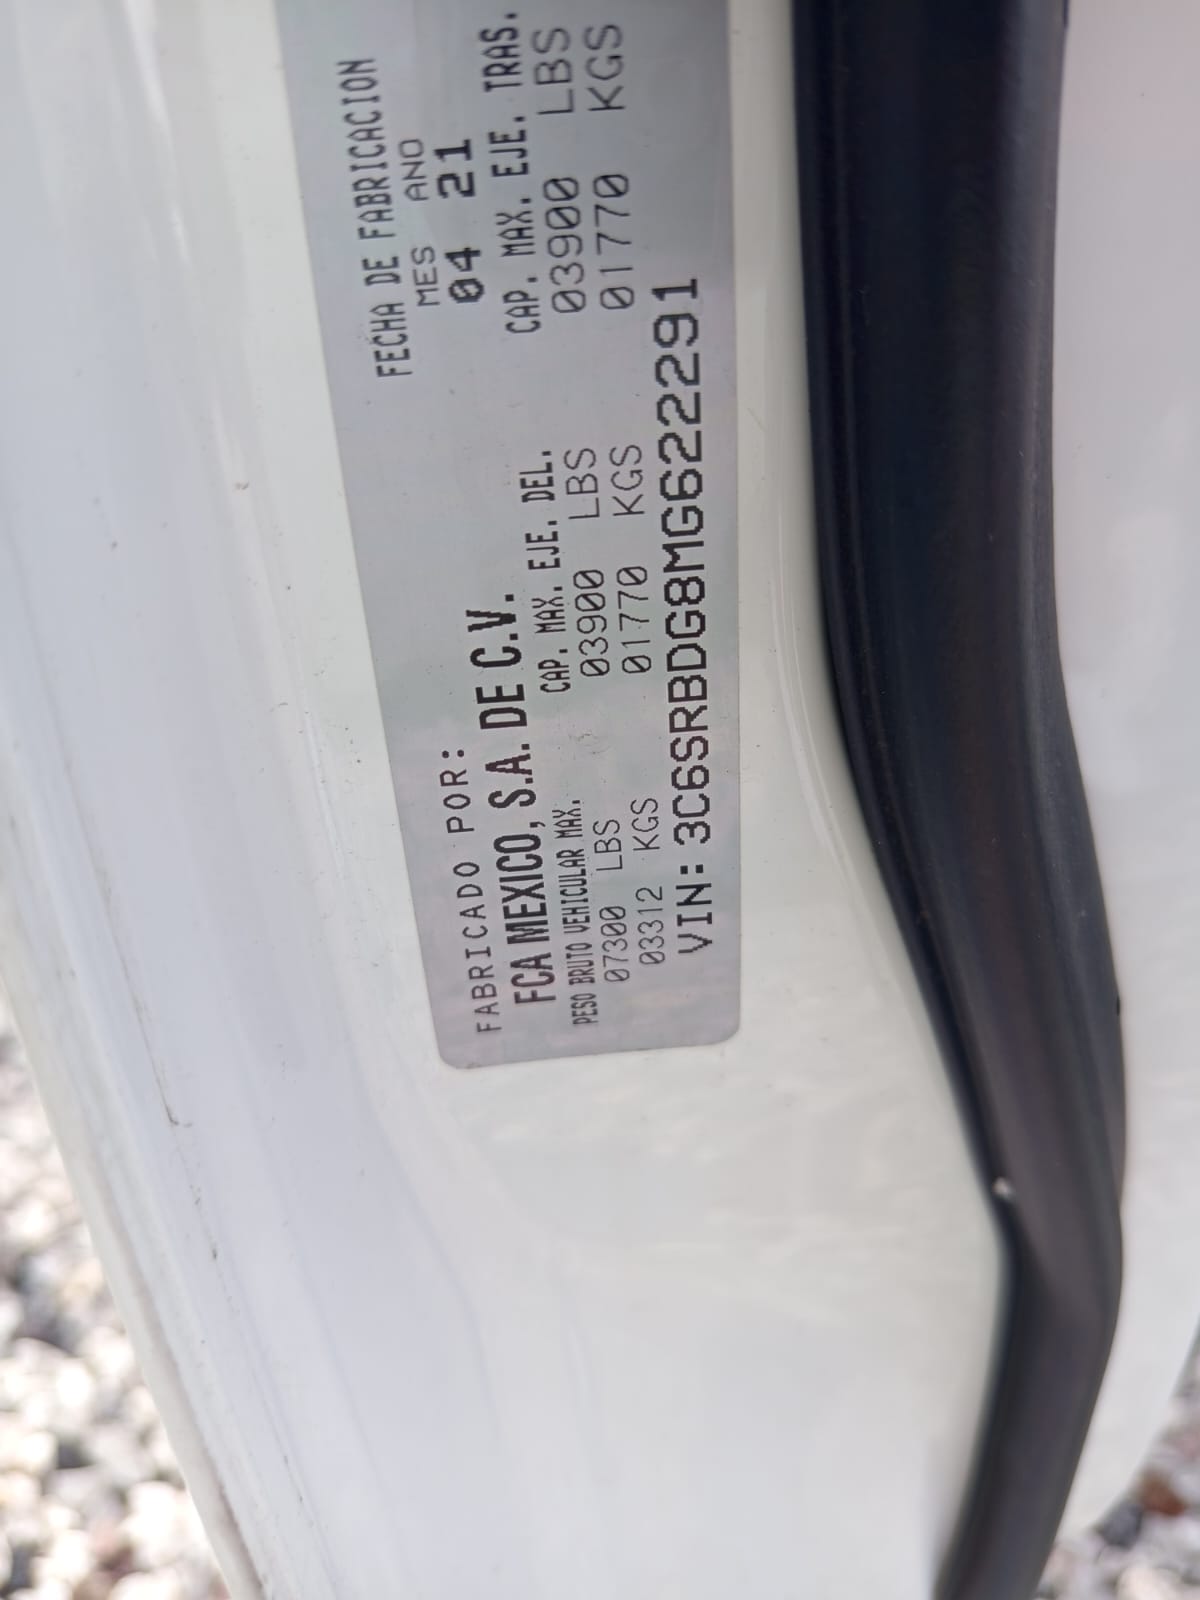 FABRICADO POR:
FECHA DE FABRICACION
FCA MEXICO, S.A. DE C.V.
MES ANO
04 21
PESO BRUTO VEHICULAR MAX. CAP. MAX. EJE. DEL. CAP. MAX. EJE. TRAS.
07300 LBS 03900 LBS 03900 LBS
03312 KGS 01770 KGS 01770 KGS
VIN: 3C6SRBDG8MG622291